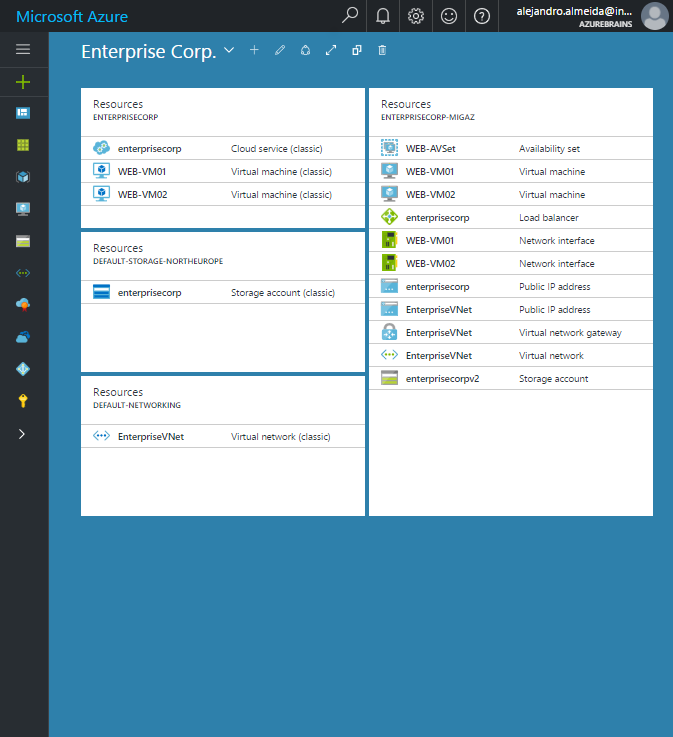 Microsoft Azure
alejandro.almeida@in...
AZUREBRAINS
Enterprise Corp.
Resources
ENTERPRISECORP
enterprisecorp Cloud service (classic)
WEB-VM01 Virtual machine (classic)
WEB-VM02 Virtual machine (classic)
Resources
DEFAULT-STORAGE-NORTHEUROPE
enterprisecorp Storage account (classic)
Resources
DEFAULT-NETWORKING
EnterpriseVNet Virtual network (classic)
Resources
ENTERPRISECORP-MIGAZ
WEB-AVSet Availability set
WEB-VM01 Virtual machine
WEB-VM02 Virtual machine
enterprisecorp Load balancer
WEB-VM01 Network interface
WEB-VM02 Network interface
enterprisecorp Public IP address
EnterpriseVNet Public IP address
EnterpriseVNet Virtual network gateway
EnterpriseVNet Virtual network
enterprisecorpv2 Storage account